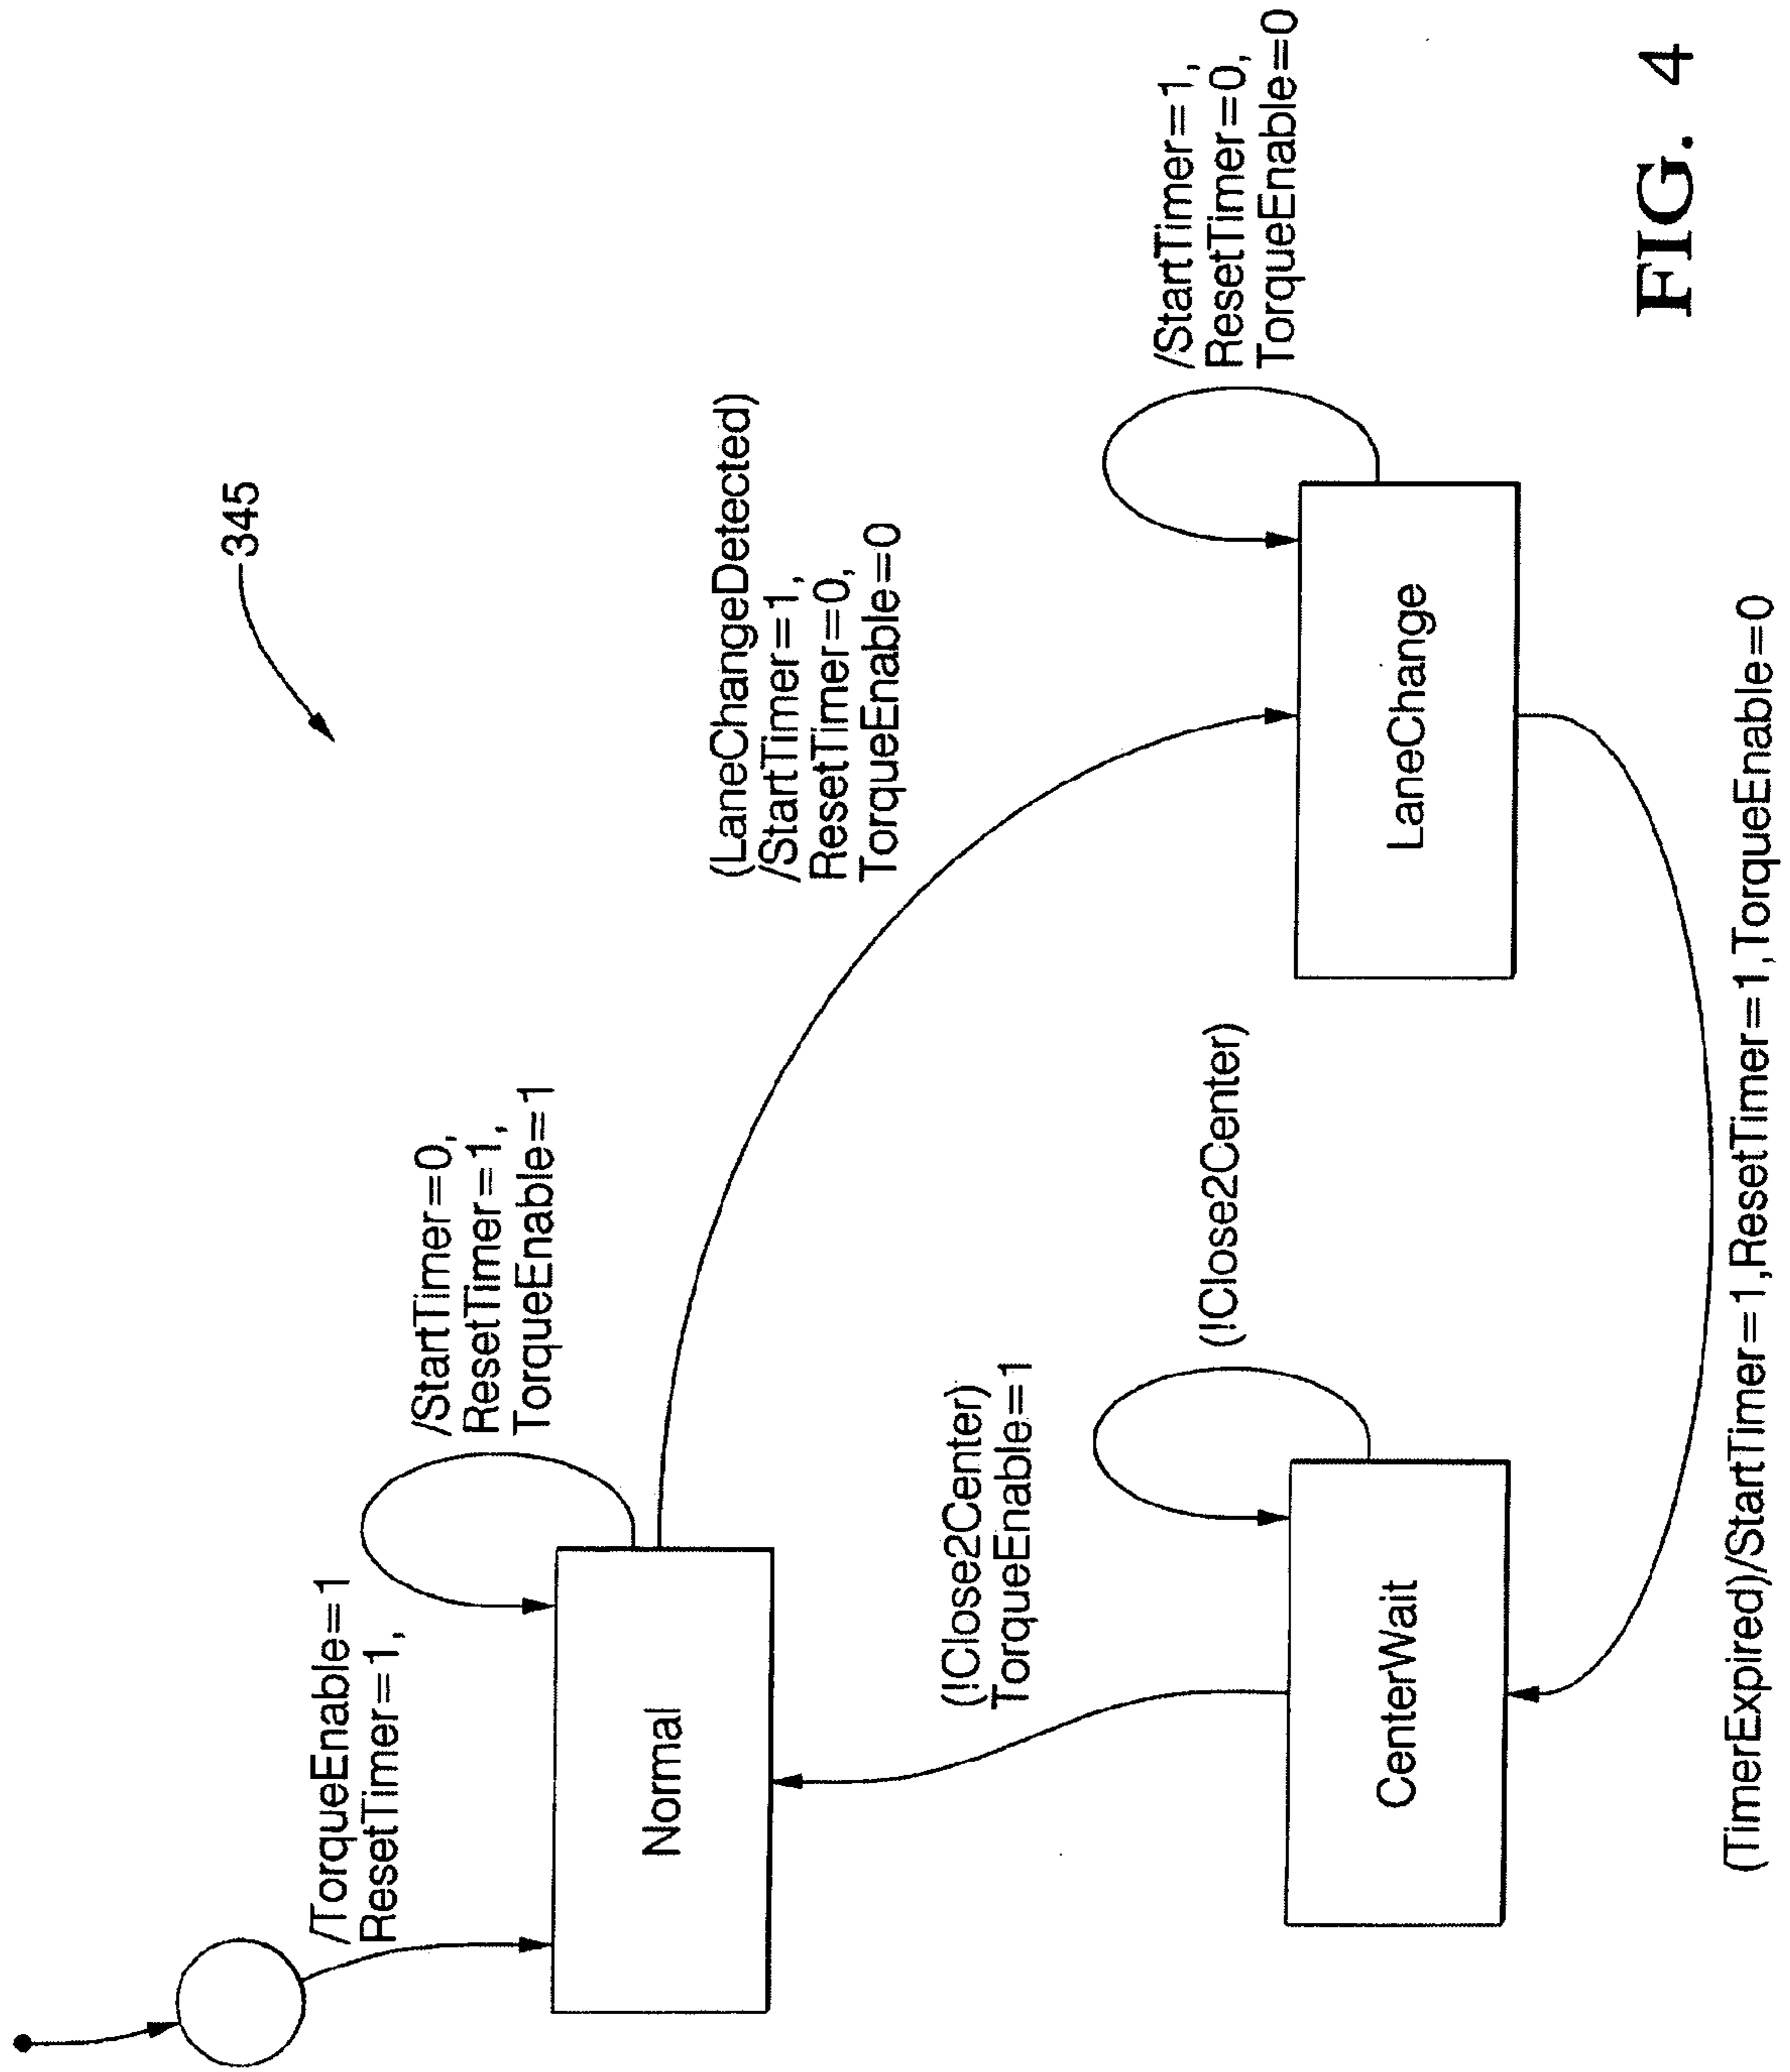 345
/TorqueEnable=1
ResetTimer=1,
/StartTimer=0,
ResetTimer=1,
TorqueEnable=1
Normal
(LaneChangeDetected)
/StartTimer=1,
ResetTimer=0,
TorqueEnable=0
(!Close2Center)
TorqueEnable=1
(!Close2Center)
/StartTimer=1,
ResetTimer=0,
TorqueEnable=0
CenterWait
LaneChange
(TimerExpired)/StartTimer=1,ResetTimer=1,TorqueEnable=0
FIG. 4